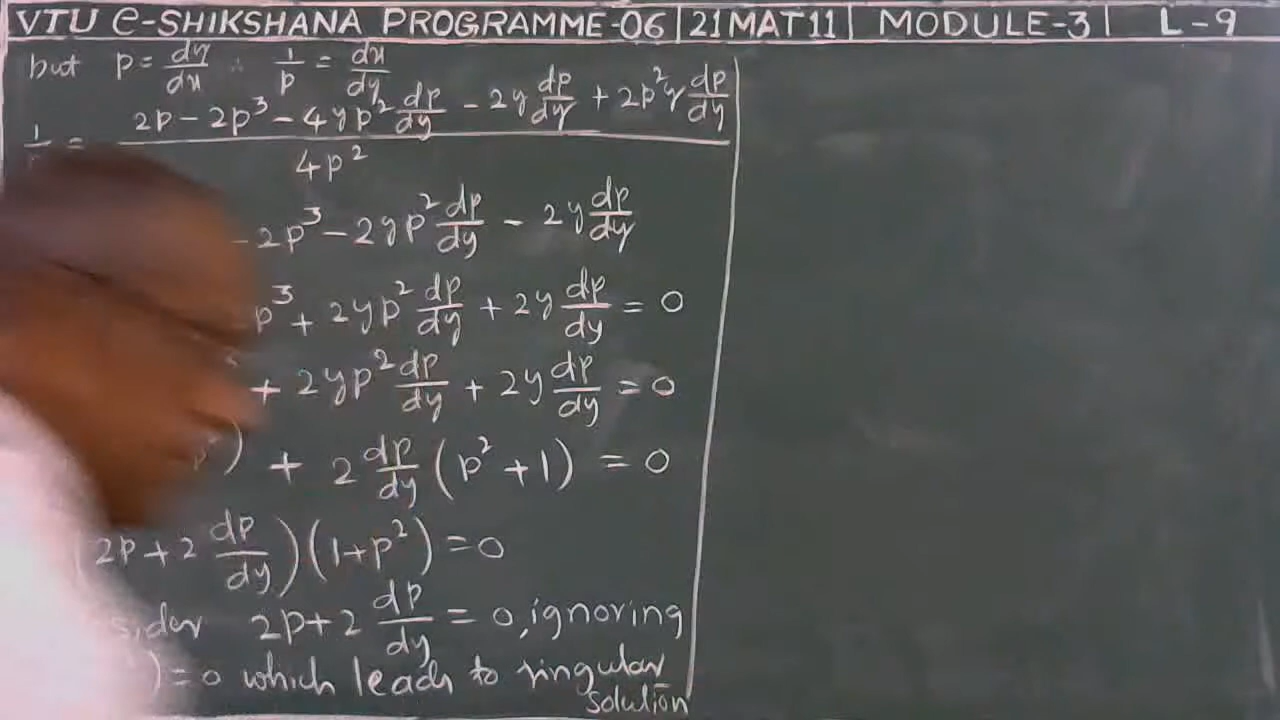 VTU e-SHIKSHANA PROGRAMME-06 | 21MAT11 | MODULE-3 | L-9
but p = dy/dx ∴ 1/p = dx/dy
1/ = (2p - 2p³ - 4yp² dp/dy - 2y dp/dy + 2p²y dp/dy) / 4p²
-2p³ - 2yp² dp/dy - 2y dp/dy
p³ + 2yp² dp/dy + 2y dp/dy = 0
+ 2yp² dp/dy + 2y dp/dy = 0
) + 2 dp/dy (p² + 1) = 0
(2p + 2 dp/dy)(1+p²) = 0
sider 2p + 2 dp/dy = 0, ignoring
) = 0 which leads to singular
solution